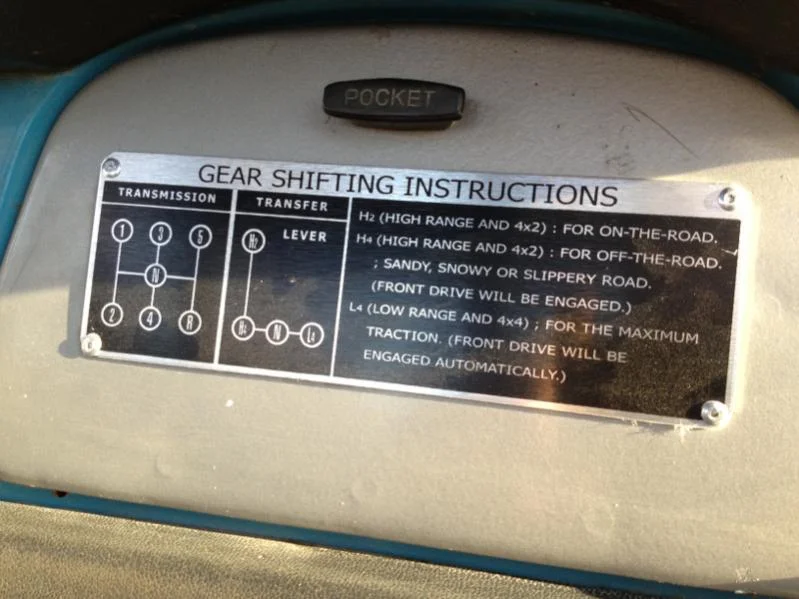 POCKET
GEAR SHIFTING INSTRUCTIONS
TRANSMISSION
1 3 5
N
2 4 R
TRANSFER
LEVER
H2
H4 N L4
H2 (HIGH RANGE AND 4x2) : FOR ON-THE-ROAD.
H4 (HIGH RANGE AND 4x2) : FOR OFF-THE-ROAD.
; SANDY, SNOWY OR SLIPPERY ROAD.
(FRONT DRIVE WILL BE ENGAGED.)
L4 (LOW RANGE AND 4x4) ; FOR THE MAXIMUM
TRACTION. (FRONT DRIVE WILL BE
ENGAGED AUTOMATICALLY.)